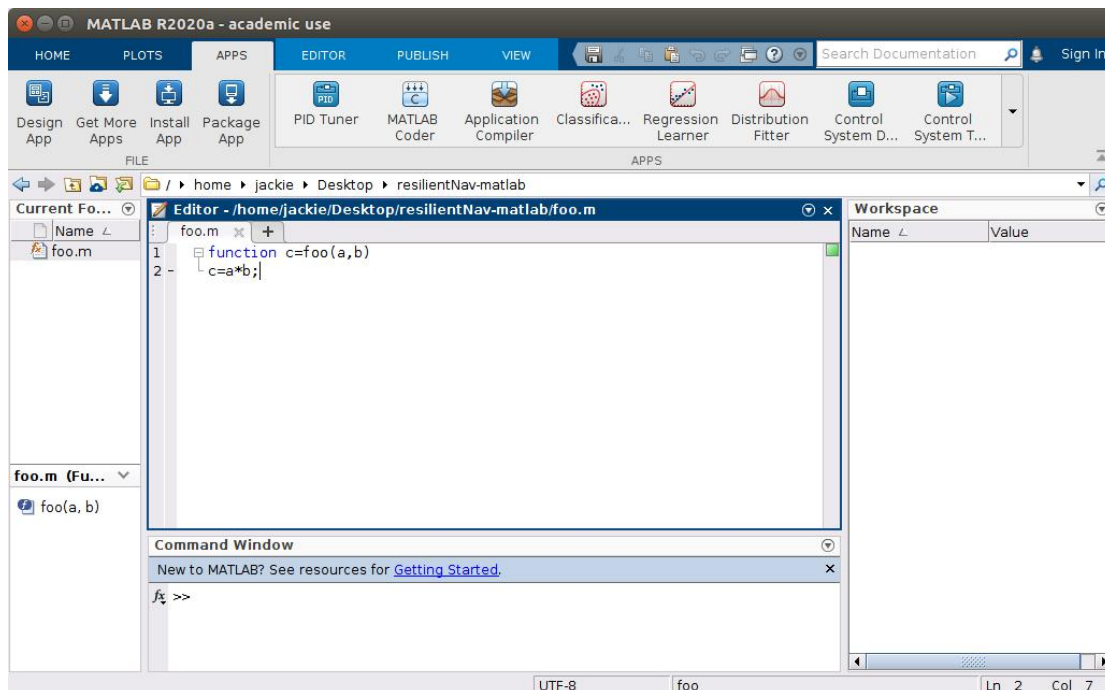 MATLAB R2020a - academic use
HOME PLOTS APPS EDITOR PUBLISH VIEW Search Documentation Sign In
Design App
Get More Apps
Install App
Package App
PID Tuner
MATLAB Coder
Application Compiler
Classifica...
Regression Learner
Distribution Fitter
Control System D...
Control System T...
FILE APPS
/ home jackie Desktop resilientNav-matlab
Current Fo...
Name
foo.m
Editor - /home/jackie/Desktop/resilientNav-matlab/foo.m
foo.m × +
1 function c=foo(a,b)
2 - c=a*b;
Workspace
Name Value
foo.m (Fu...
foo(a, b)
Command Window
New to MATLAB? See resources for Getting Started.
fx >>
UTF-8 foo Ln 2 Col 7